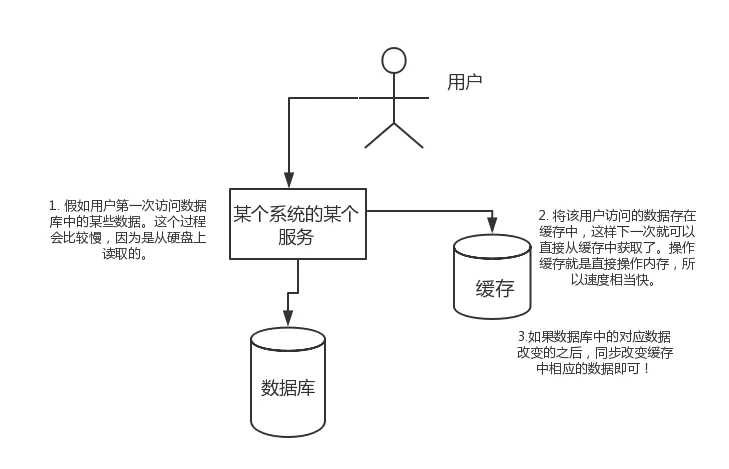 用户
1. 假如用户第一次访问数据
库中的某些数据。这个过程
会比较慢，因为是从硬盘上
读取的。
某个系统的某个
服务
2. 将该用户访问的数据存在
缓存中，这样下一次就可以
直接从缓存中获取了。操作
缓存就是直接操作内存，所
以速度相当快。
缓存
3.如果数据库中的对应数据
改变的之后，同步改变缓存
中相应的数据即可！
数据库